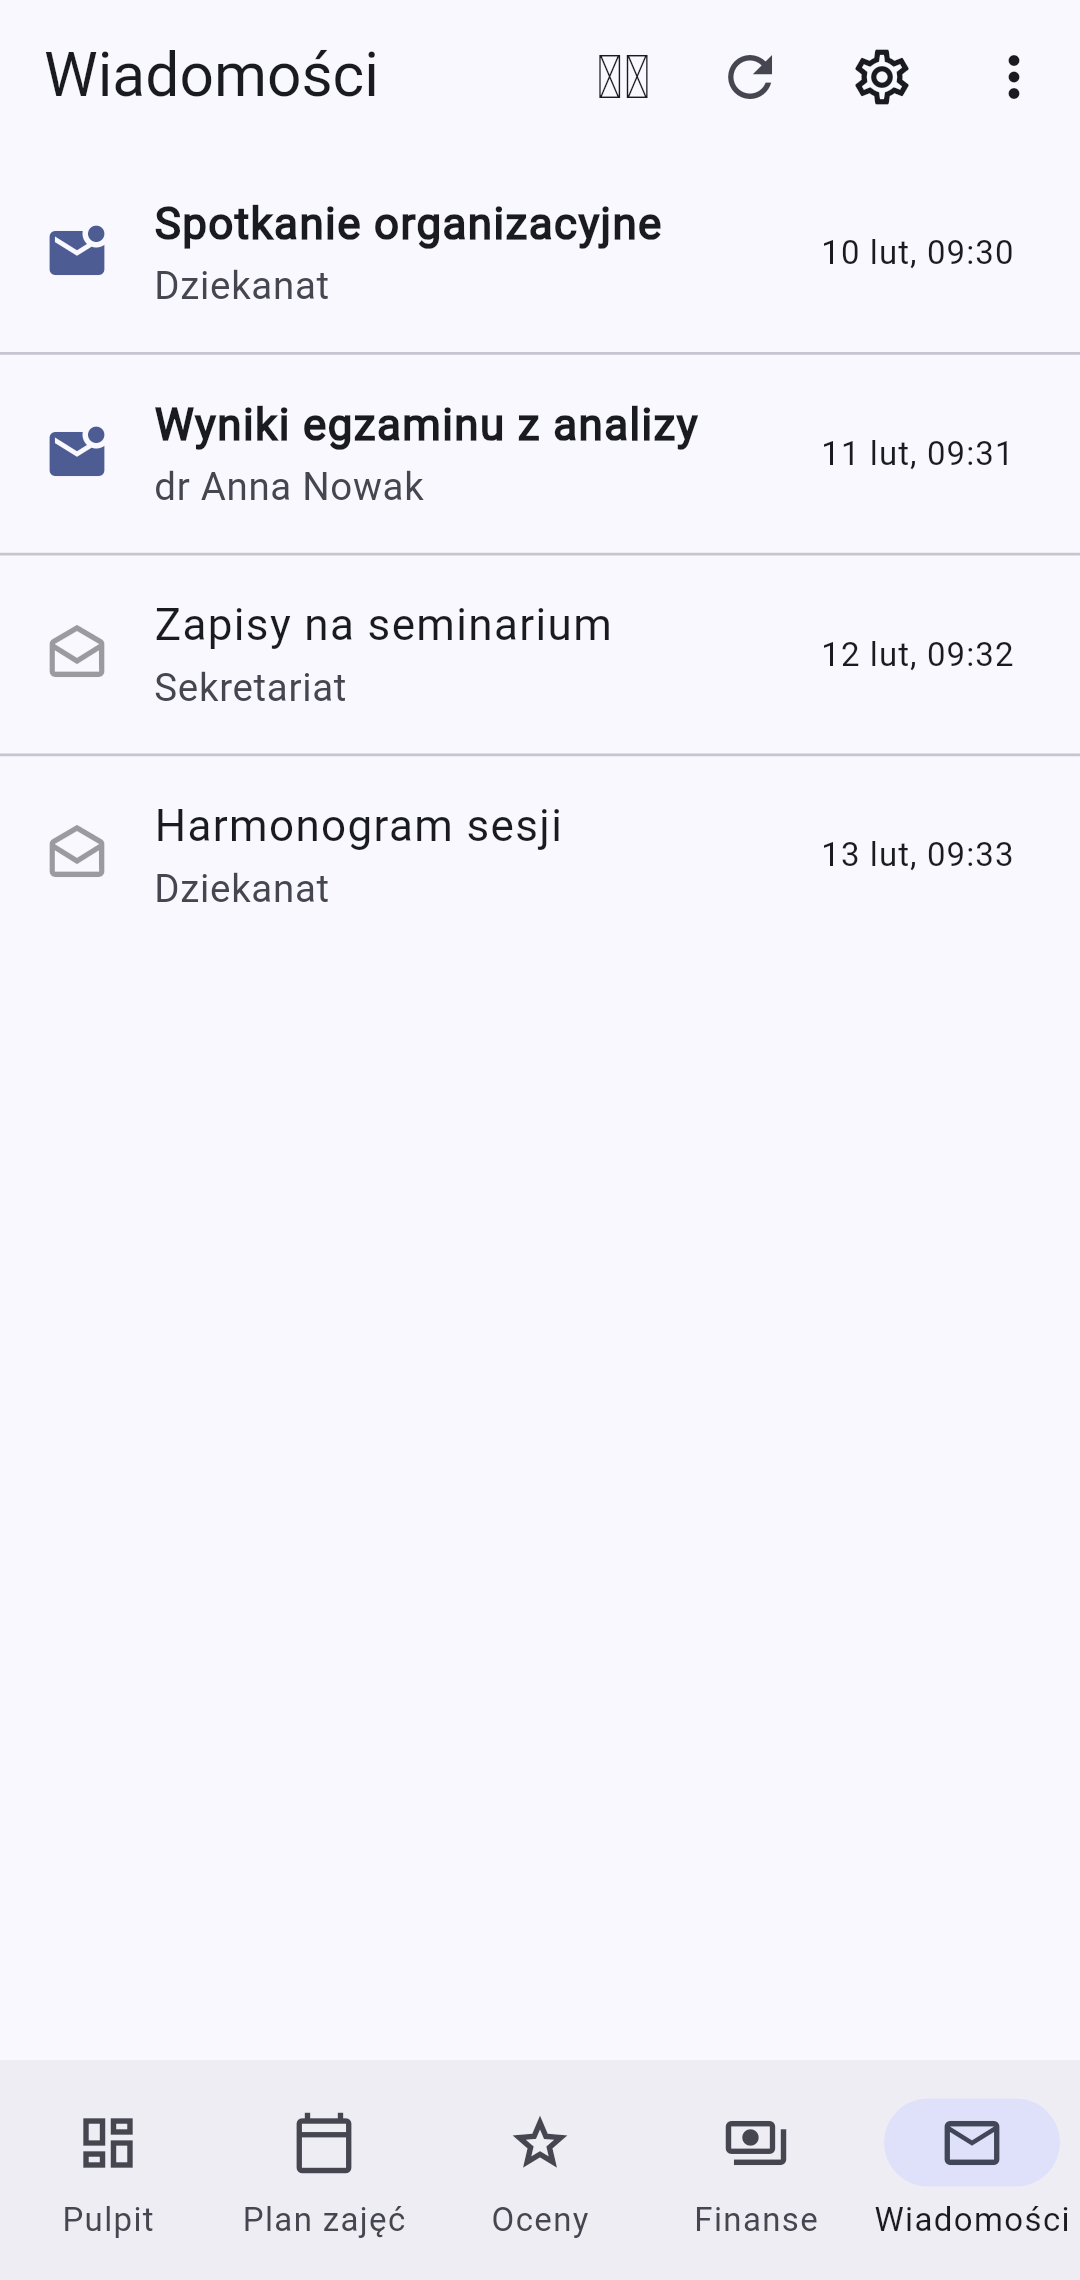 Wiadomości
Spotkanie organizacyjne
Dziekanat
10 lut, 09:30
Wyniki egzaminu z analizy
dr Anna Nowak
11 lut, 09:31
Zapisy na seminarium
Sekretariat
12 lut, 09:32
Harmonogram sesji
Dziekanat
13 lut, 09:33
Pulpit
Plan zajęć
Oceny
Finanse
Wiadomości